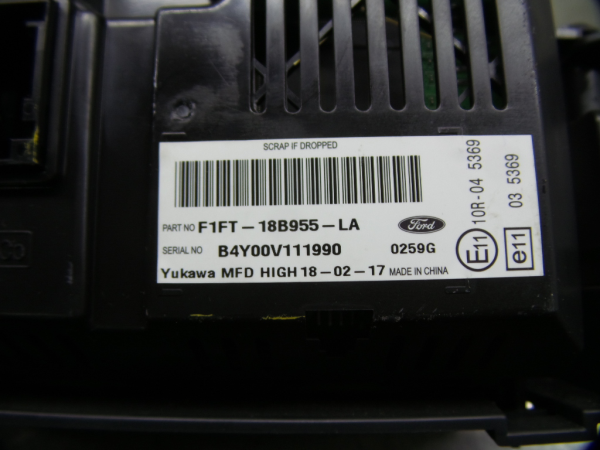 SCRAP IF DROPPED
PART NO F1FT-18B955-LA Ford
SERIAL NO B4Y00V111990 0259G
Yukawa MFD HIGH 18-02-17 MADE IN CHINA
E11 10R-04 5369
e11 03 5369